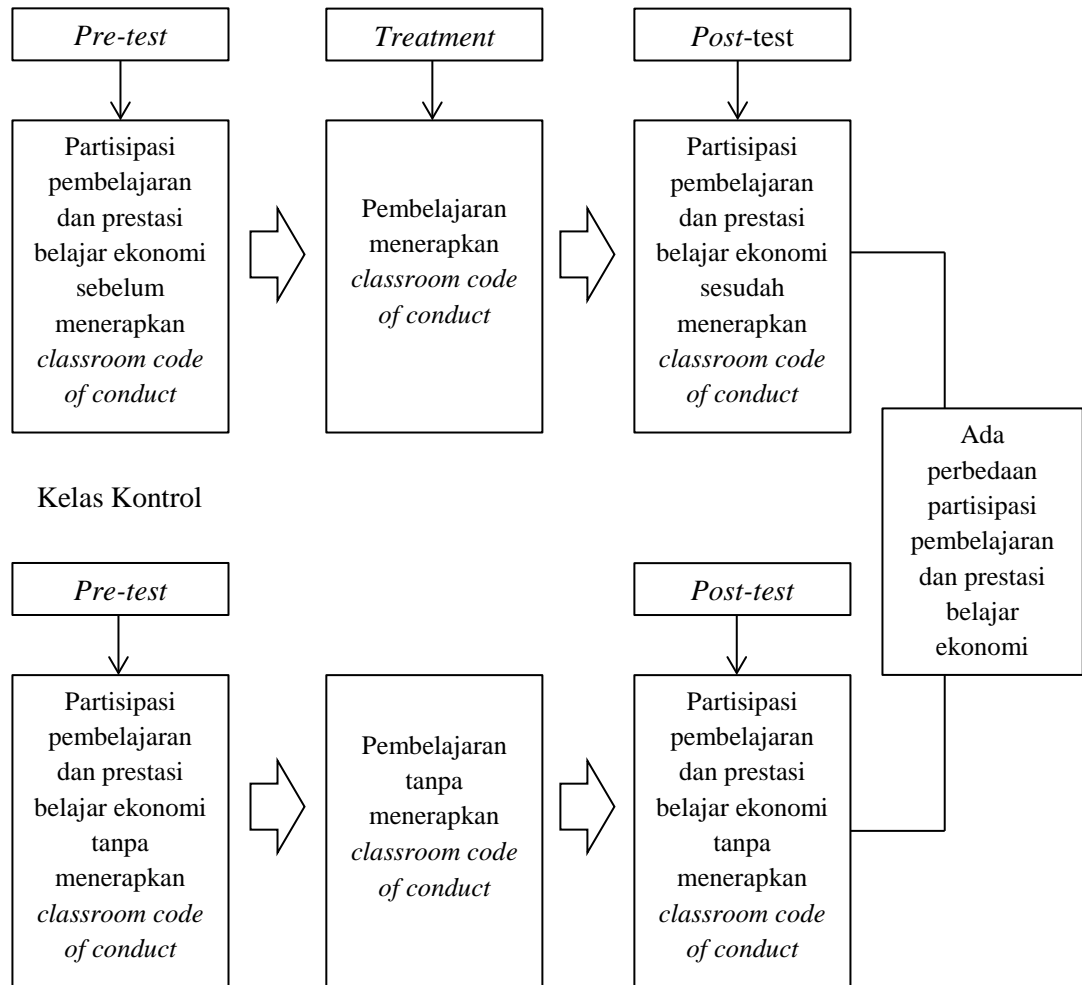 Pre-test
Treatment
Post-test
Partisipasi
pembelajaran
dan prestasi
belajar ekonomi
sebelum
menerapkan
classroom code
of conduct
Pembelajaran
menerapkan
classroom code
of conduct
Partisipasi
pembelajaran
dan prestasi
belajar ekonomi
sesudah
menerapkan
classroom code
of conduct
Ada
perbedaan
partisipasi
pembelajaran
dan prestasi
belajar
ekonomi
Kelas Kontrol
Pre-test
Post-test
Partisipasi
pembelajaran
dan prestasi
belajar ekonomi
tanpa
menerapkan
classroom code
of conduct
Pembelajaran
tanpa
menerapkan
classroom code
of conduct
Partisipasi
pembelajaran
dan prestasi
belajar ekonomi
tanpa
menerapkan
classroom code
of conduct